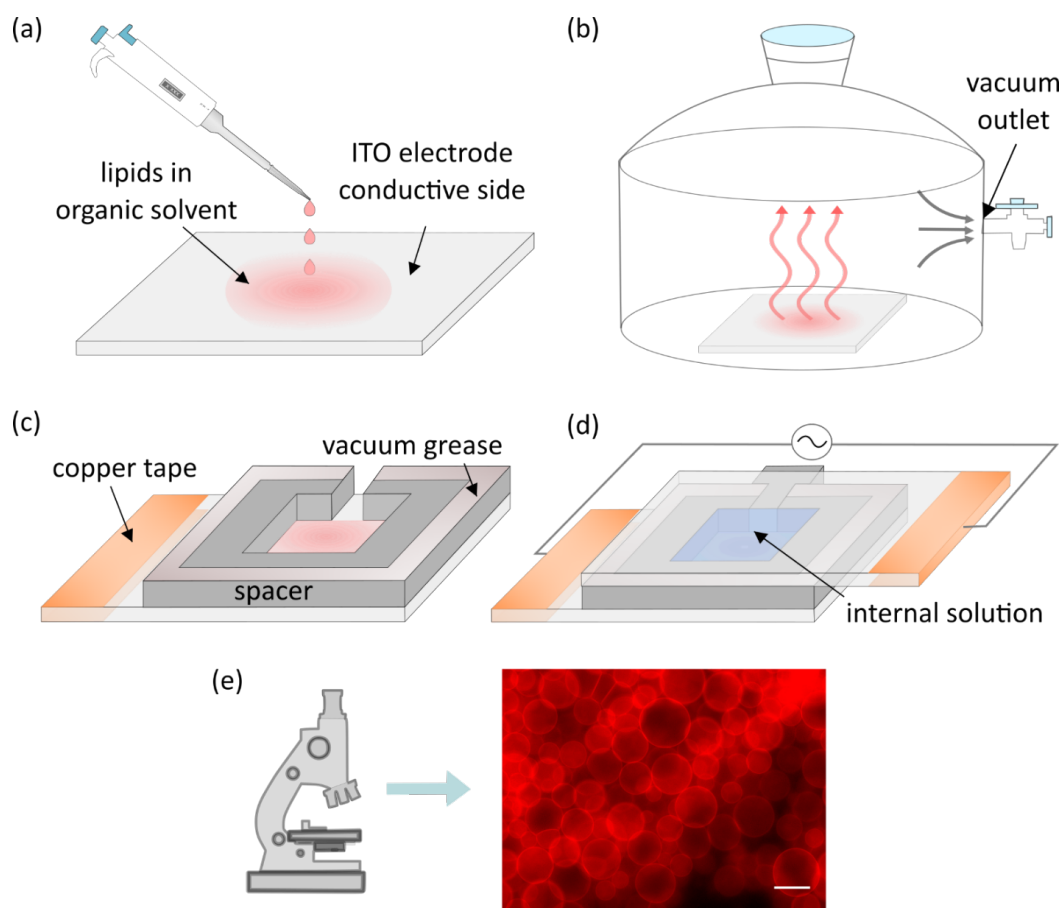 (a)
lipids in
organic solvent
ITO electrode
conductive side
(b)
vacuum
outlet
(c)
copper tape
vacuum grease
spacer
(d)
internal solution
(e)